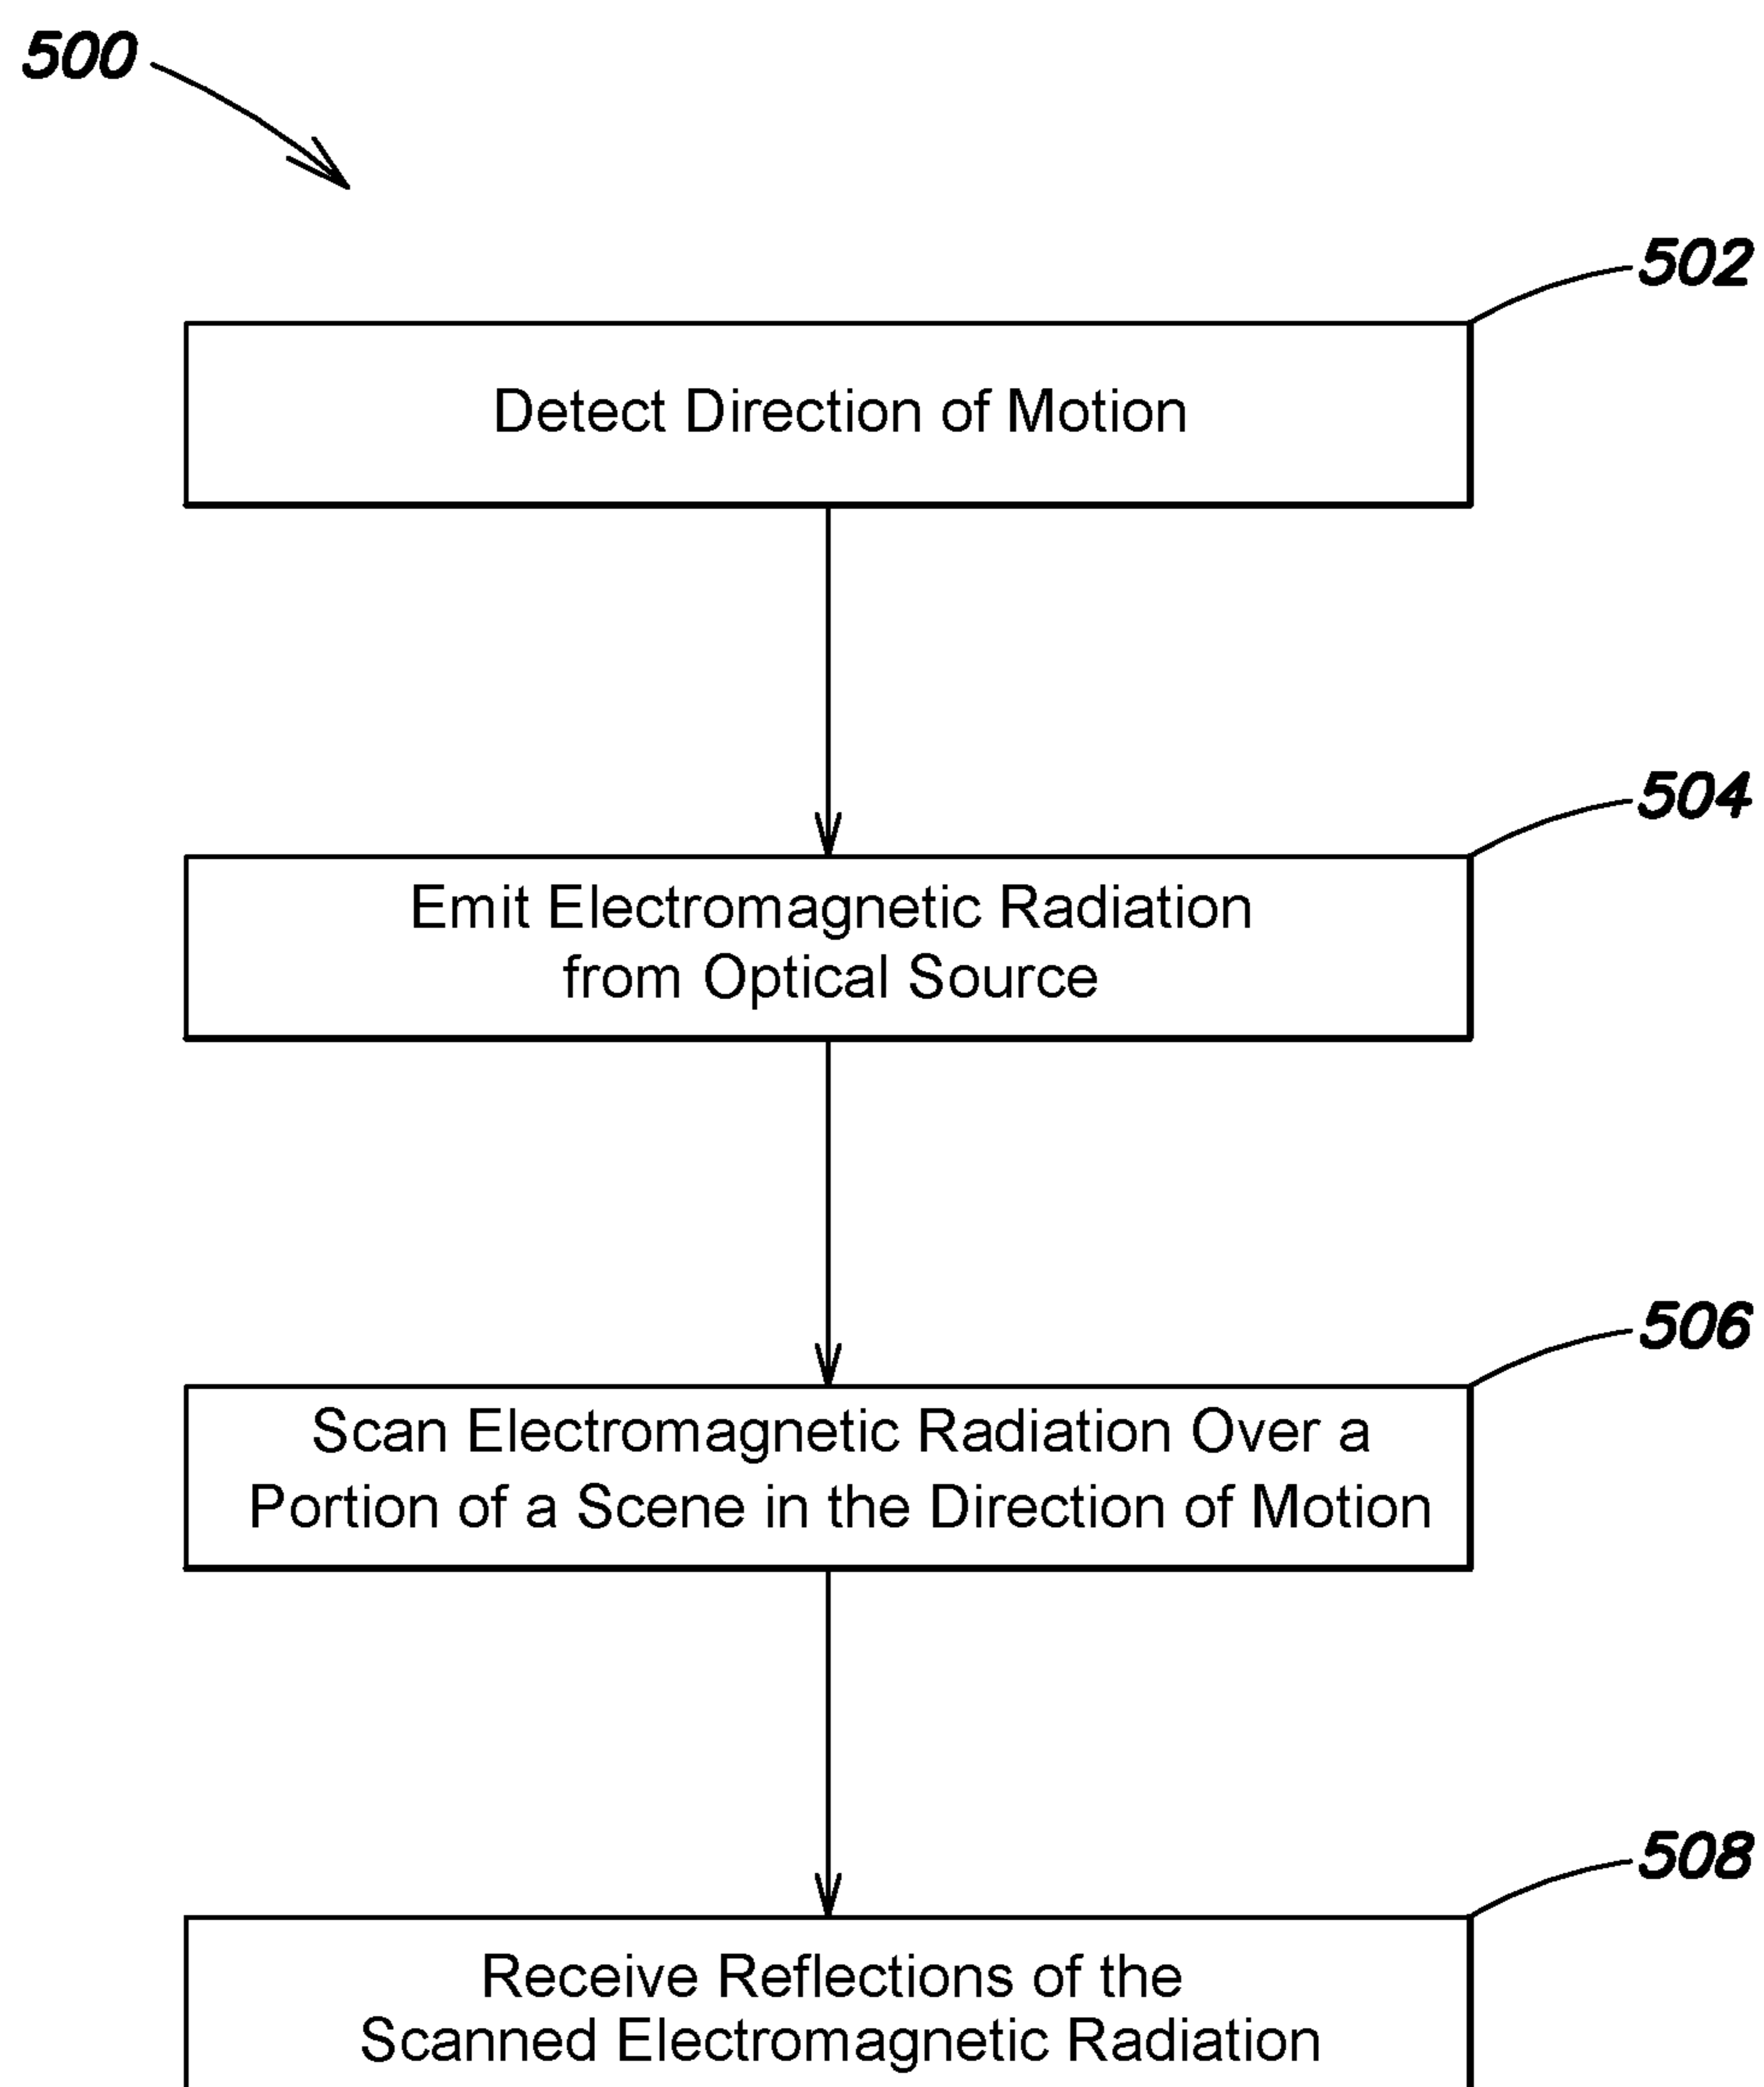 500
502
Detect Direction of Motion
504
Emit Electromagnetic Radiation
from Optical Source
506
Scan Electromagnetic Radiation Over a
Portion of a Scene in the Direction of Motion
508
Receive Reflections of the
Scanned Electromagnetic Radiation